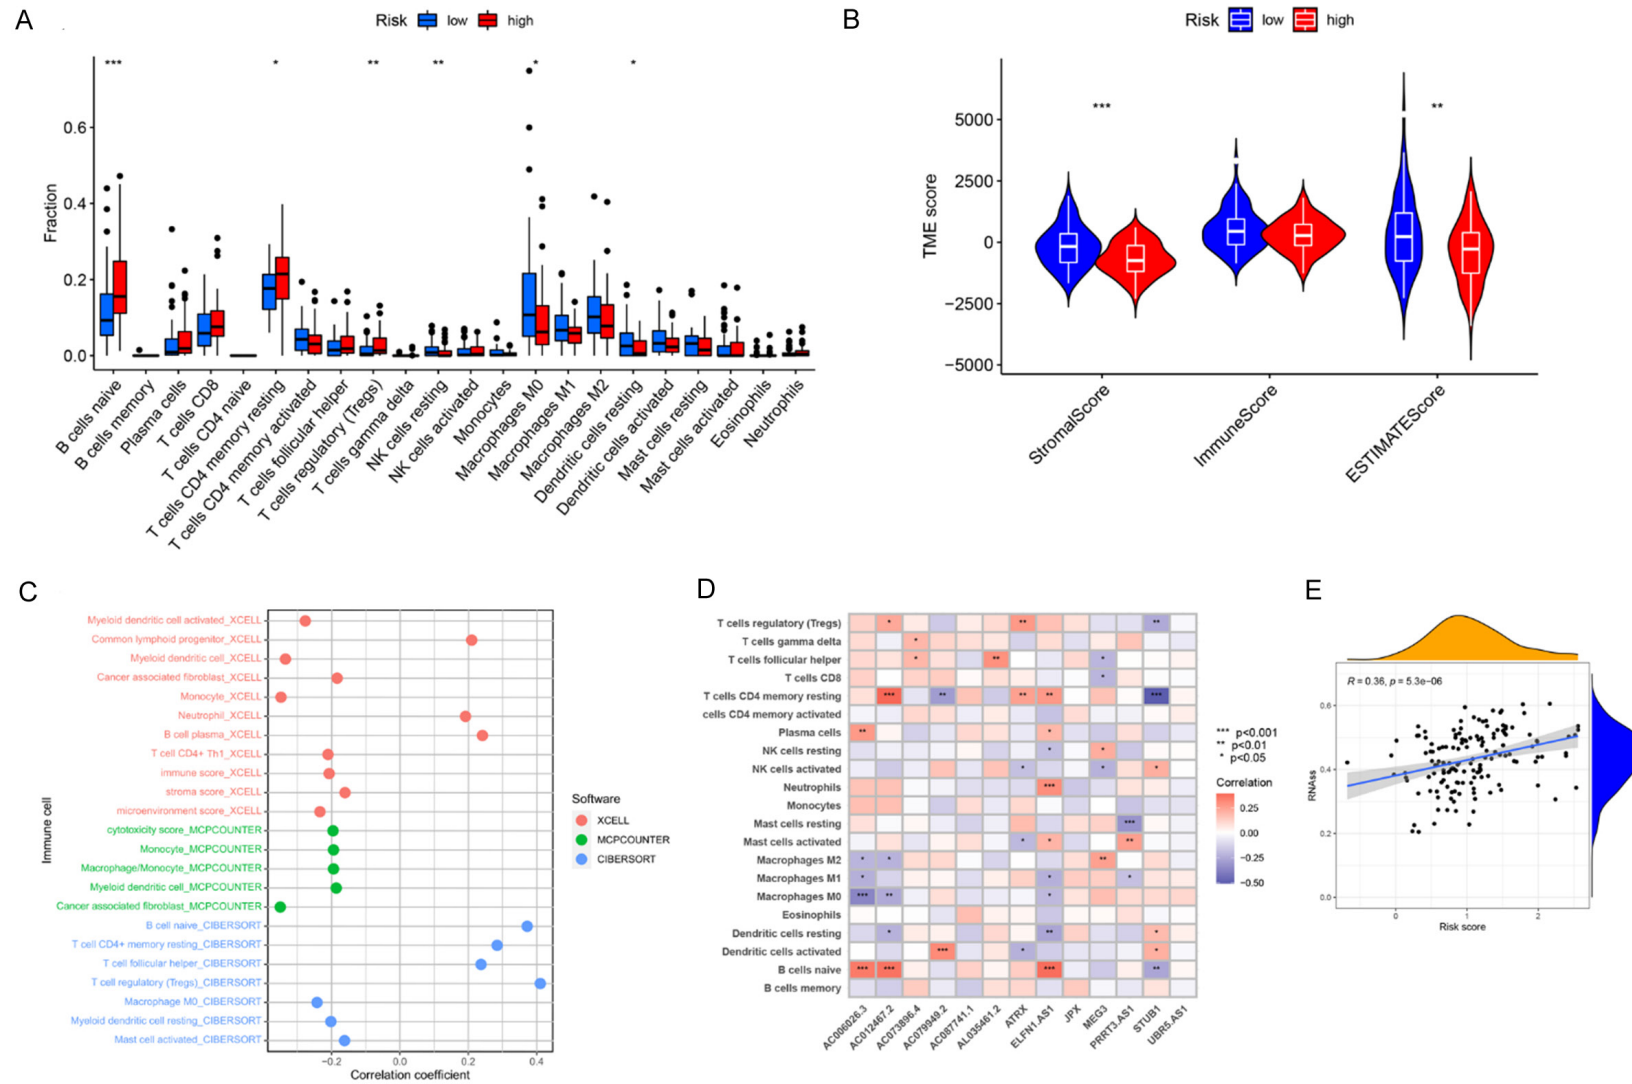 A
Risk low high
*** * ** ** * *
Fraction
0.6
0.4
0.2
0.0
B cells naive
B cells memory
Plasma cells
T cells CD8
T cells CD4 naive
T cells CD4 memory resting
T cells CD4 memory activated
T cells follicular helper
T cells regulatory (Tregs)
T cells gamma delta
NK cells resting
NK cells activated
Monocytes
Macrophages M0
Macrophages M1
Macrophages M2
Dendritic cells resting
Dendritic cells activated
Mast cells resting
Mast cells activated
Eosinophils
Neutrophils
B
Risk low high
*** **
TME score
5000
2500
0
−2500
−5000
StromalScore
ImmuneScore
ESTIMATEScore
C
Immune cell
Myeloid dendritic cell activated_XCELL
Common lymphoid progenitor_XCELL
Myeloid dendritic cell_XCELL
Cancer associated fibroblast_XCELL
Monocyte_XCELL
Neutrophil_XCELL
B cell plasma_XCELL
T cell CD4+ Th1_XCELL
immune score_XCELL
stroma score_XCELL
microenvironment score_XCELL
cytotoxicity score_MCPCOUNTER
Monocyte_MCPCOUNTER
Macrophage/Monocyte_MCPCOUNTER
Myeloid dendritic cell_MCPCOUNTER
Cancer associated fibroblast_MCPCOUNTER
B cell naive_CIBERSORT
T cell CD4+ memory resting_CIBERSORT
T cell follicular helper_CIBERSORT
T cell regulatory (Tregs)_CIBERSORT
Macrophage M0_CIBERSORT
Myeloid dendritic cell resting_CIBERSORT
Mast cell activated_CIBERSORT
−0.2 0.0 0.2 0.4
Correlation coefficient
Software
XCELL
MCPCOUNTER
CIBERSORT
D
T cells regulatory (Tregs) * ** **
T cells gamma delta *
T cells follicular helper * ** *
T cells CD8 *
T cells CD4 memory resting *** ** ** ** ***
cells CD4 memory activated
Plasma cells ** *
NK cells resting * *
NK cells activated * * *
Neutrophils ***
Monocytes
Mast cells resting ***
Mast cells activated * * **
Macrophages M2 * * **
Macrophages M1 * * *
Macrophages M0 *** ** *
Eosinophils
Dendritic cells resting * ** *
Dendritic cells activated *** * *
B cells naive *** *** *** **
B cells memory
AC006026.3
AC012467.2
AC073896.4
AC079949.2
AC087741.1
AL035461.2
ATRX
ELFN1.AS1
JPX
MEG3
PRRT3.AS1
STUB1
UBR5.AS1
*** p<0.001
** p<0.01
* p<0.05
Correlation
0.25
0.00
−0.25
−0.50
E
R = 0.36, p = 5.3e−06
RNAss
0.6
0.4
0.2
0.0
0 1 2
Risk score